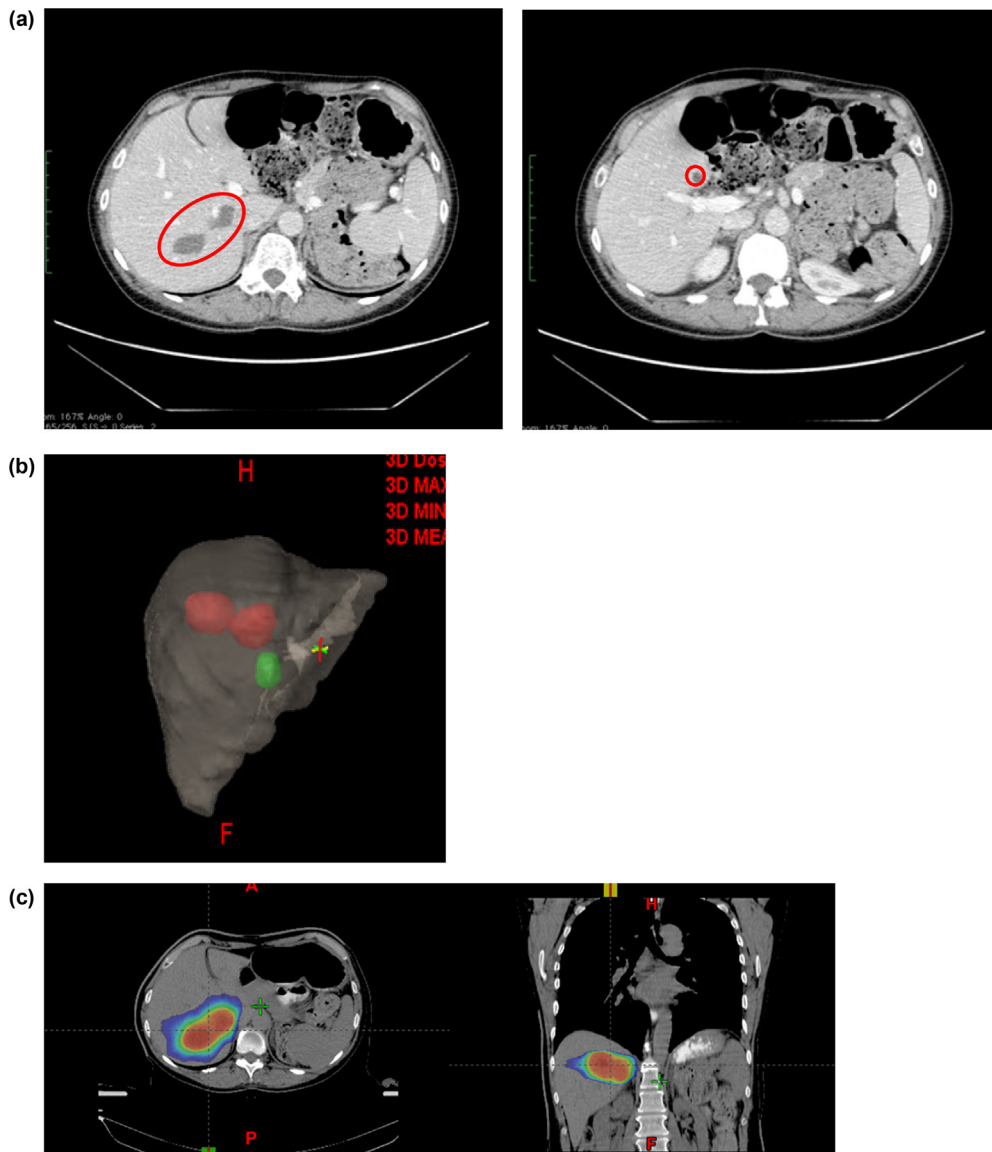 (a)
om: 167% Angle: 0
65/256 S (S -> I) Series 2
om: 167% Angle: 0
(b)
H
3D Dos
3D MAX
3D MIN
3D MEA
F
(c)
A
H
P
F